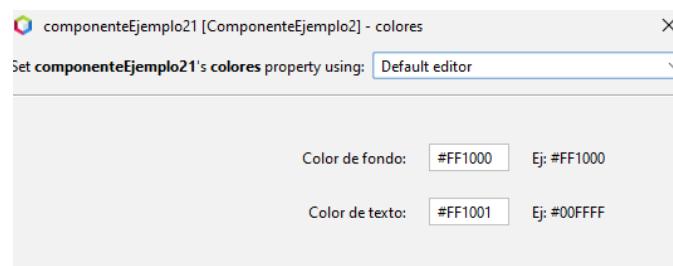 componenteEjemplo21 [ComponenteEjemplo2] - colores
Set componenteEjemplo21's colores property using: Default editor
Color de fondo: #FF1000 Ej: #FF1000
Color de texto: #FF1001 Ej: #00FFFF